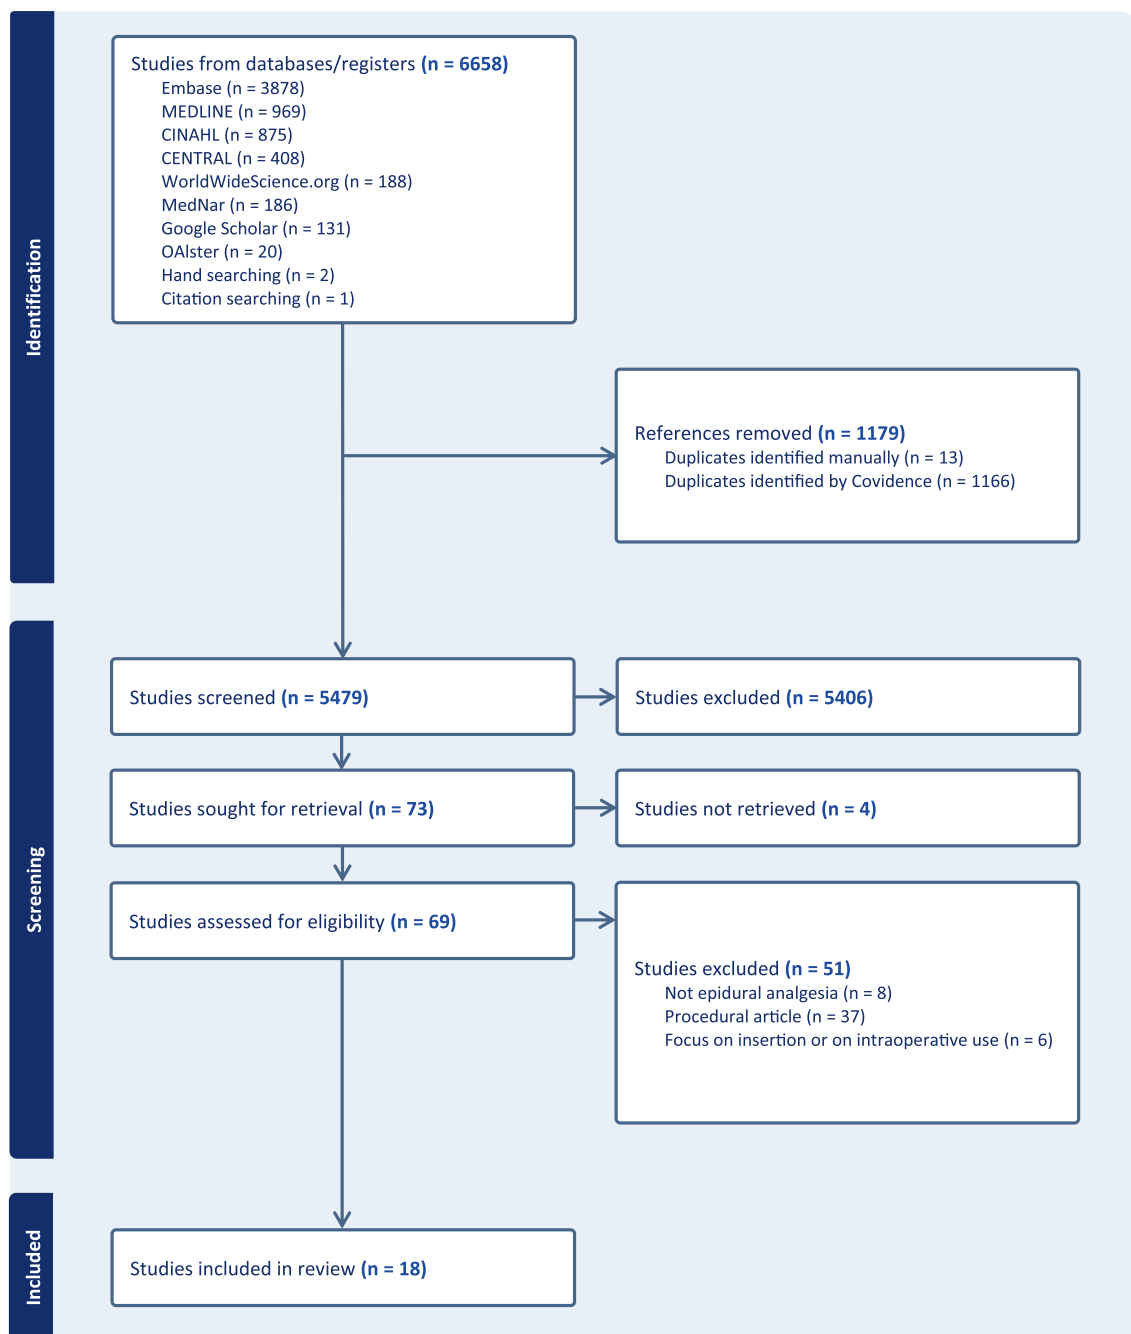 Identification
Studies from databases/registers (n = 6658)
Embase (n = 3878)
MEDLINE (n = 969)
CINAHL (n = 875)
CENTRAL (n = 408)
WorldWideScience.org (n = 188)
MedNar (n = 186)
Google Scholar (n = 131)
OAlster (n = 20)
Hand searching (n = 2)
Citation searching (n = 1)
References removed (n = 1179)
Duplicates identified manually (n = 13)
Duplicates identified by Covidence (n = 1166)
Screening
Studies screened (n = 5479)
Studies excluded (n = 5406)
Studies sought for retrieval (n = 73)
Studies not retrieved (n = 4)
Studies assessed for eligibility (n = 69)
Studies excluded (n = 51)
Not epidural analgesia (n = 8)
Procedural article (n = 37)
Focus on insertion or on intraoperative use (n = 6)
Included
Studies included in review (n = 18)